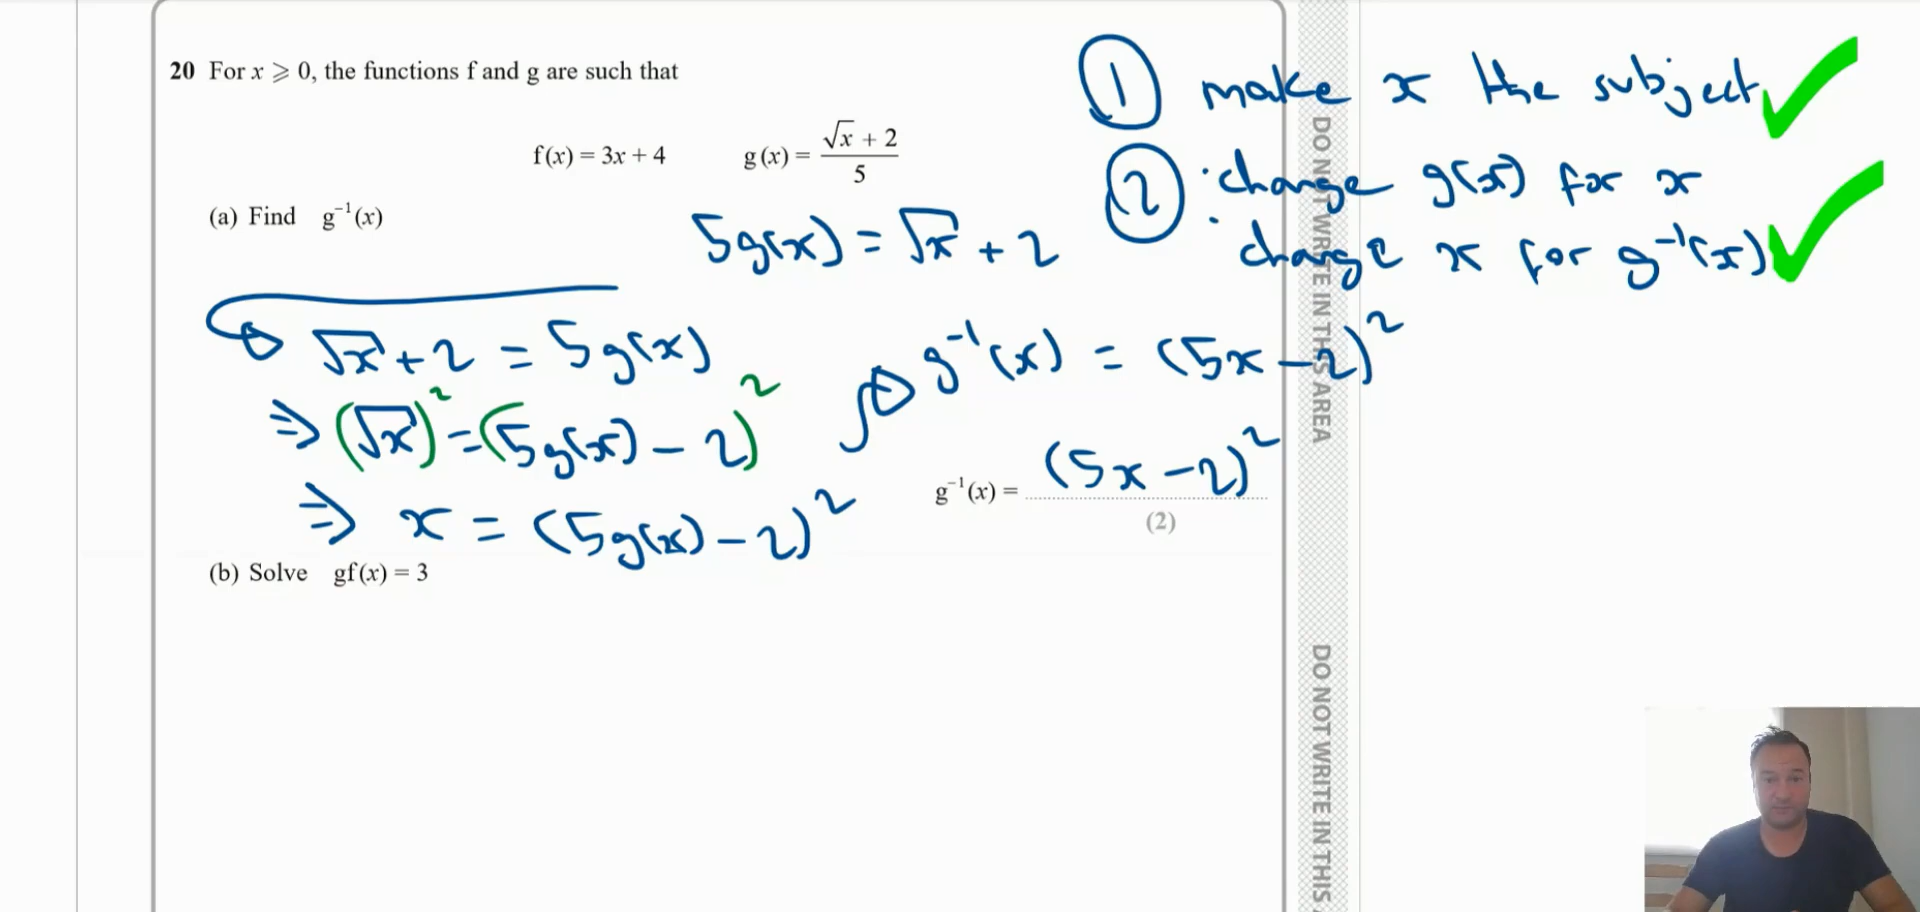 20 For x ⩾ 0, the functions f and g are such that
f(x) = 3x + 4 g(x) = (√x + 2)/5
(a) Find g⁻¹(x)
5g(x) = √x + 2
√x + 2 = 5g(x)
⇒ (√x)² = (5g(x) − 2)²
⇒ x = (5g(x) − 2)²
① make x the subject
② · change g(x) for x
· change x for g⁻¹(x)
g⁻¹(x) = (5x − 2)²
g⁻¹(x) = (5x − 2)²
(2)
(b) Solve gf(x) = 3
DO NOT WRITE IN THIS AREA
DO NOT WRITE IN THIS